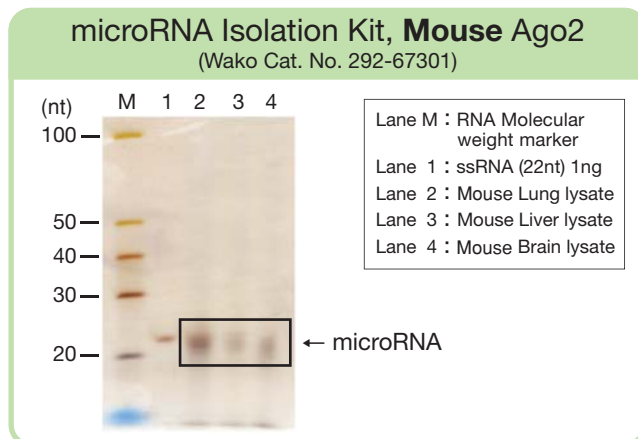 microRNA Isolation Kit, Mouse Ago2
(Wako Cat. No. 292-67301)
(nt) M 1 2 3 4
100
50
40
30
20
← microRNA
Lane M : RNA Molecular
weight marker
Lane 1 : ssRNA (22nt) 1ng
Lane 2 : Mouse Lung lysate
Lane 3 : Mouse Liver lysate
Lane 4 : Mouse Brain lysate